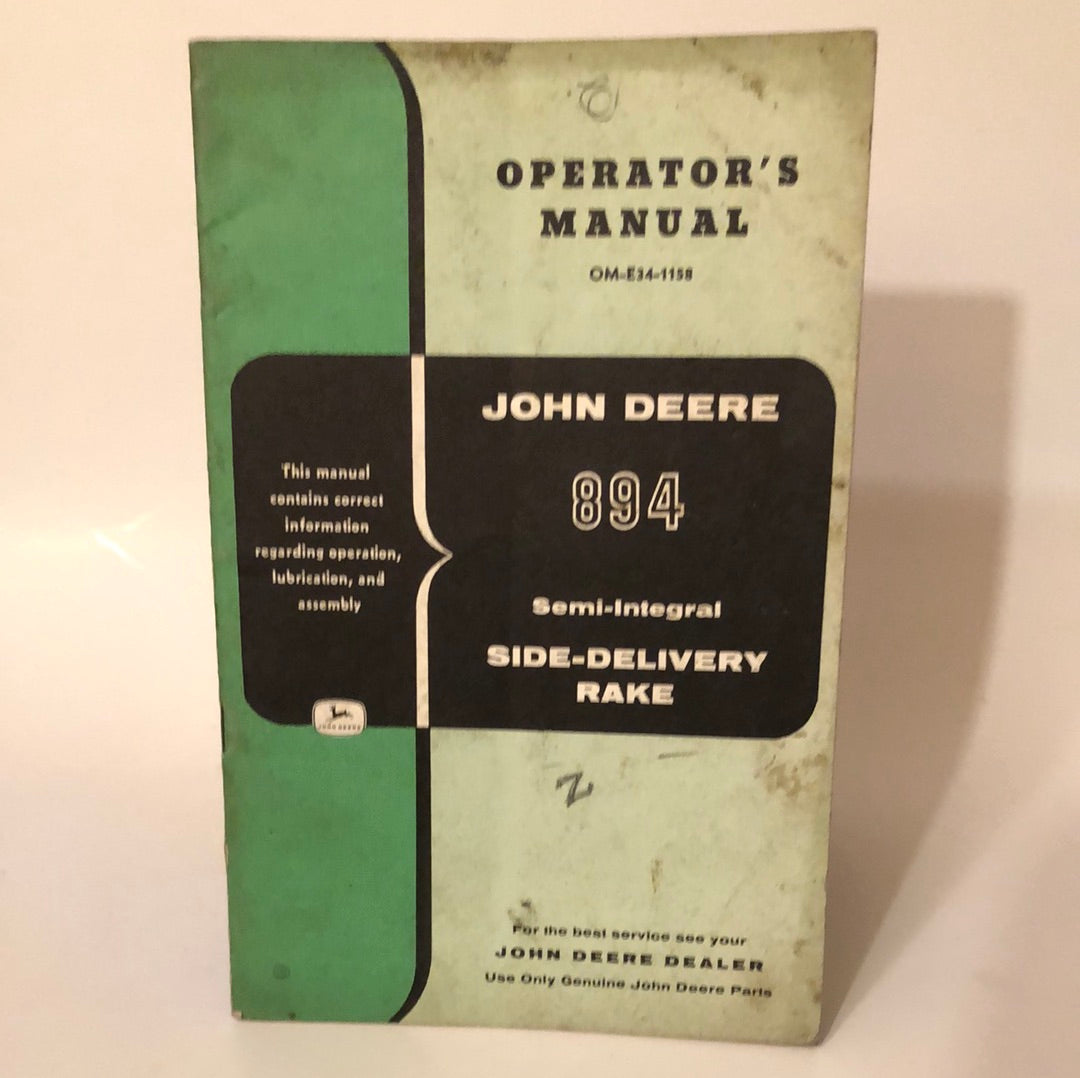 OPERATOR'S
MANUAL
OM-E34-1158
JOHN DEERE
894
Semi-Integral
SIDE-DELIVERY
RAKE
This manual
contains correct
information
regarding operation,
lubrication, and
assembly
JOHN DEERE
Z
For the best service see your
JOHN DEERE DEALER
Use Only Genuine John Deere Parts